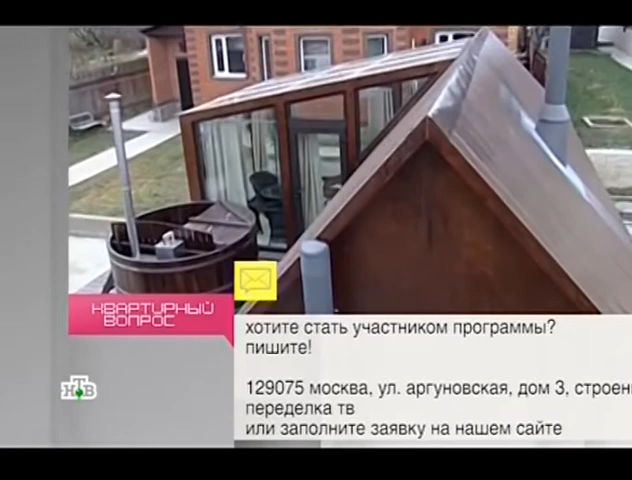 КВАРТИРНЫЙ
ВОПРОС
хотите стать участником программы?
пишите!
129075 москва, ул. аргуновская, дом 3, строен
переделка тв
или заполните заявку на нашем сайте
НТВ